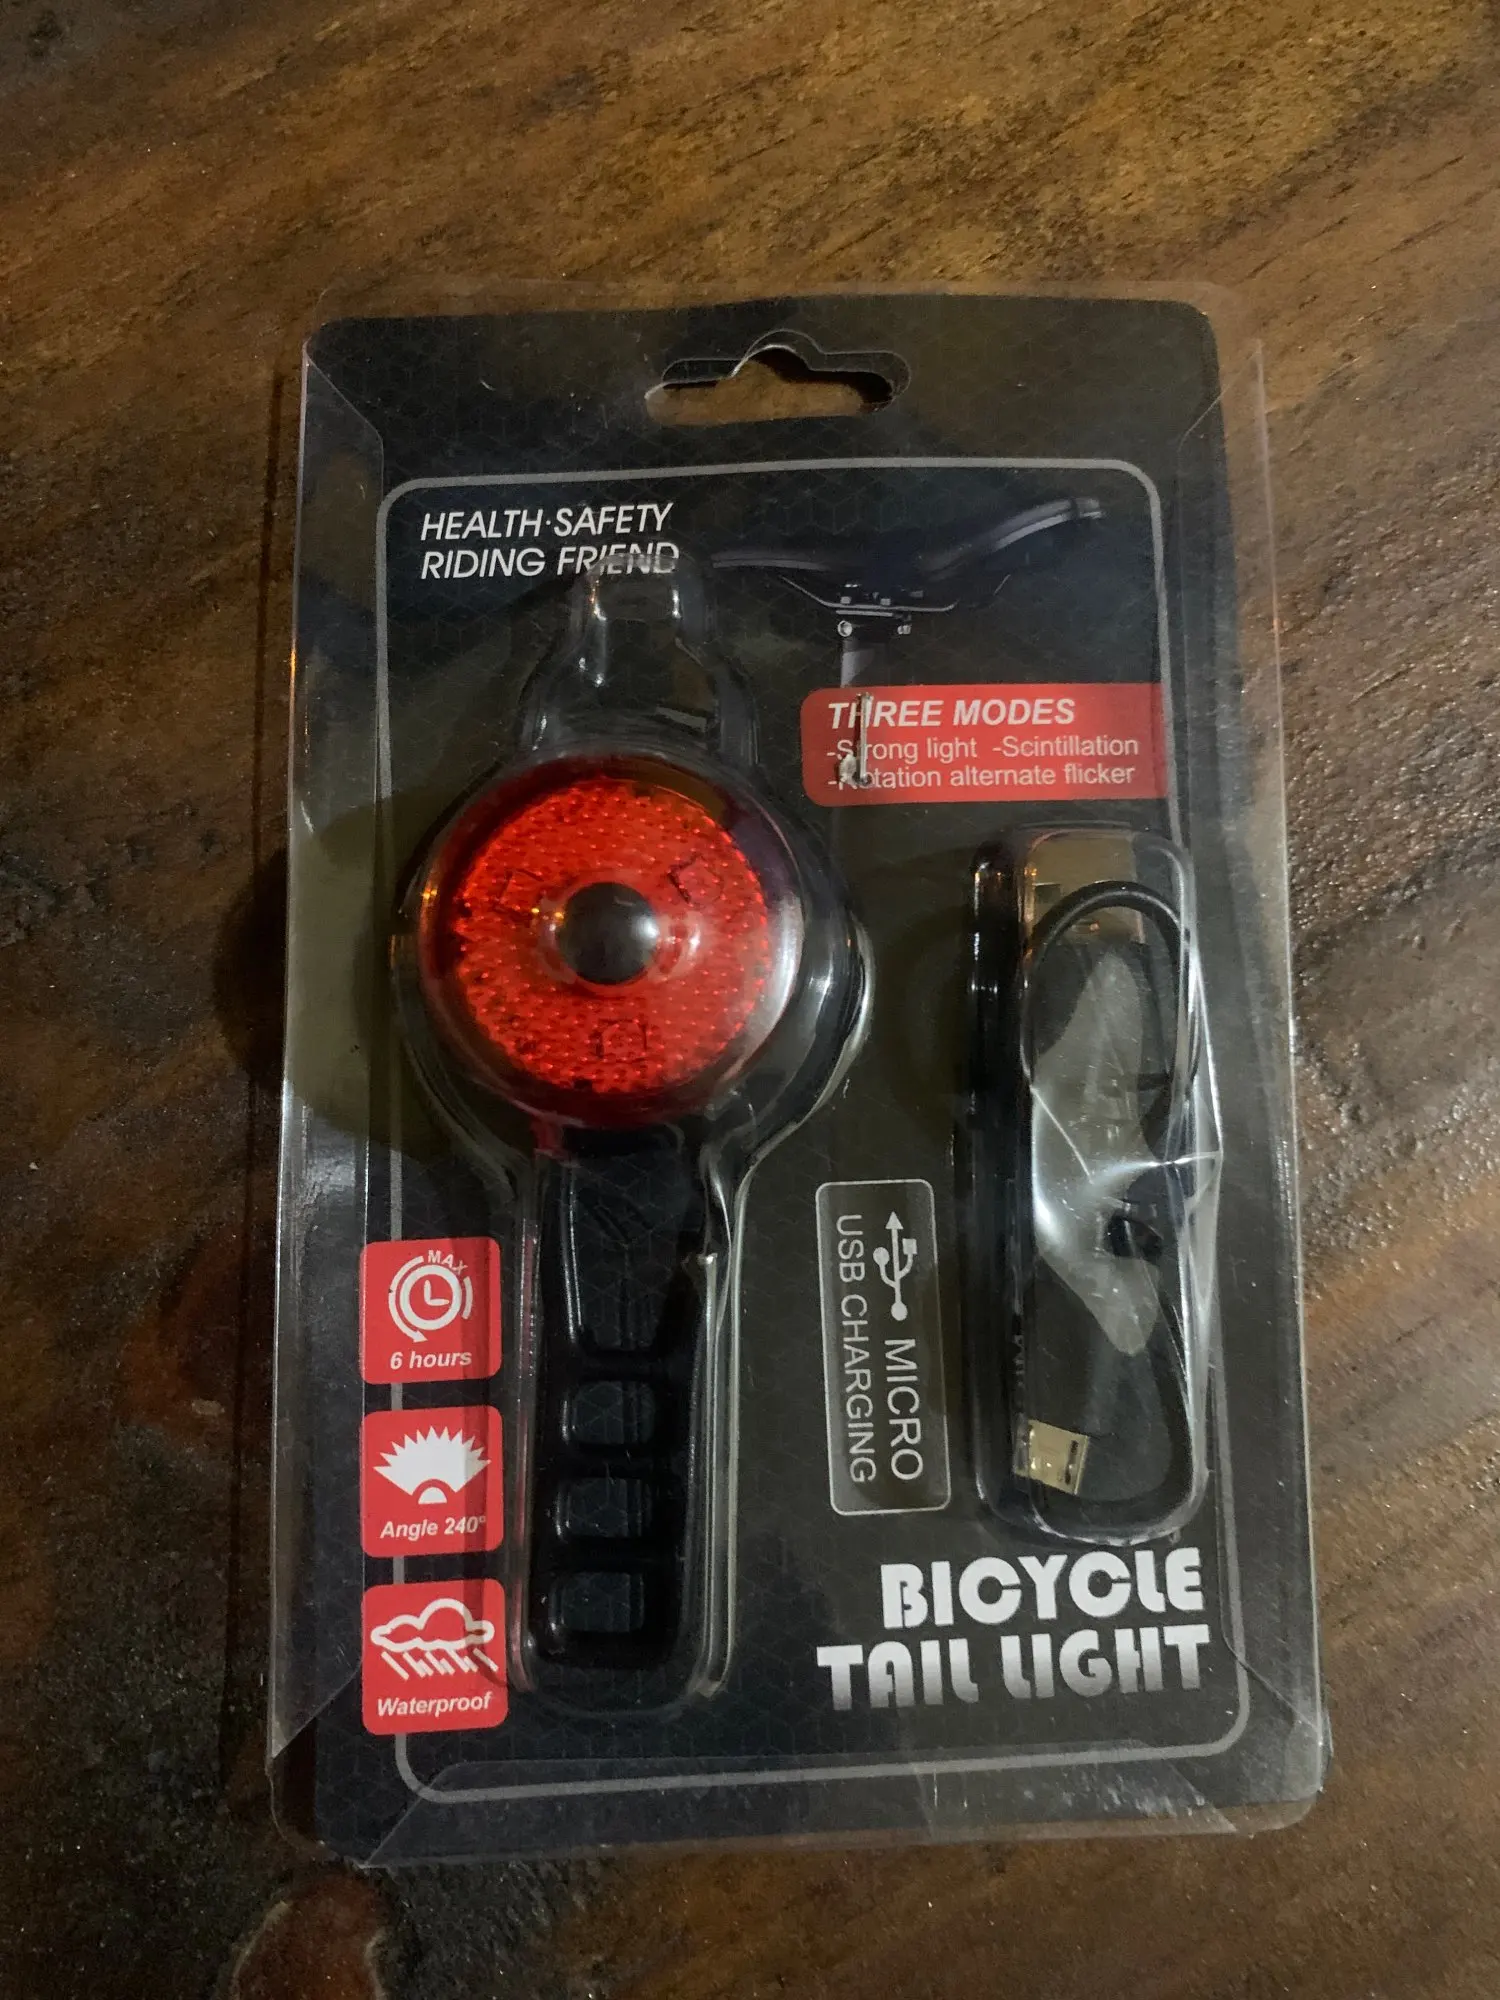 HEALTH·SAFETY
RIDING FRIEND
THREE MODES
-Strong light -Scintillation
-Rotation alternate flicker
MAX
6 hours
Angle 240°
Waterproof
MICRO
USB CHARGING
BICYCLE
TAIL LIGHT